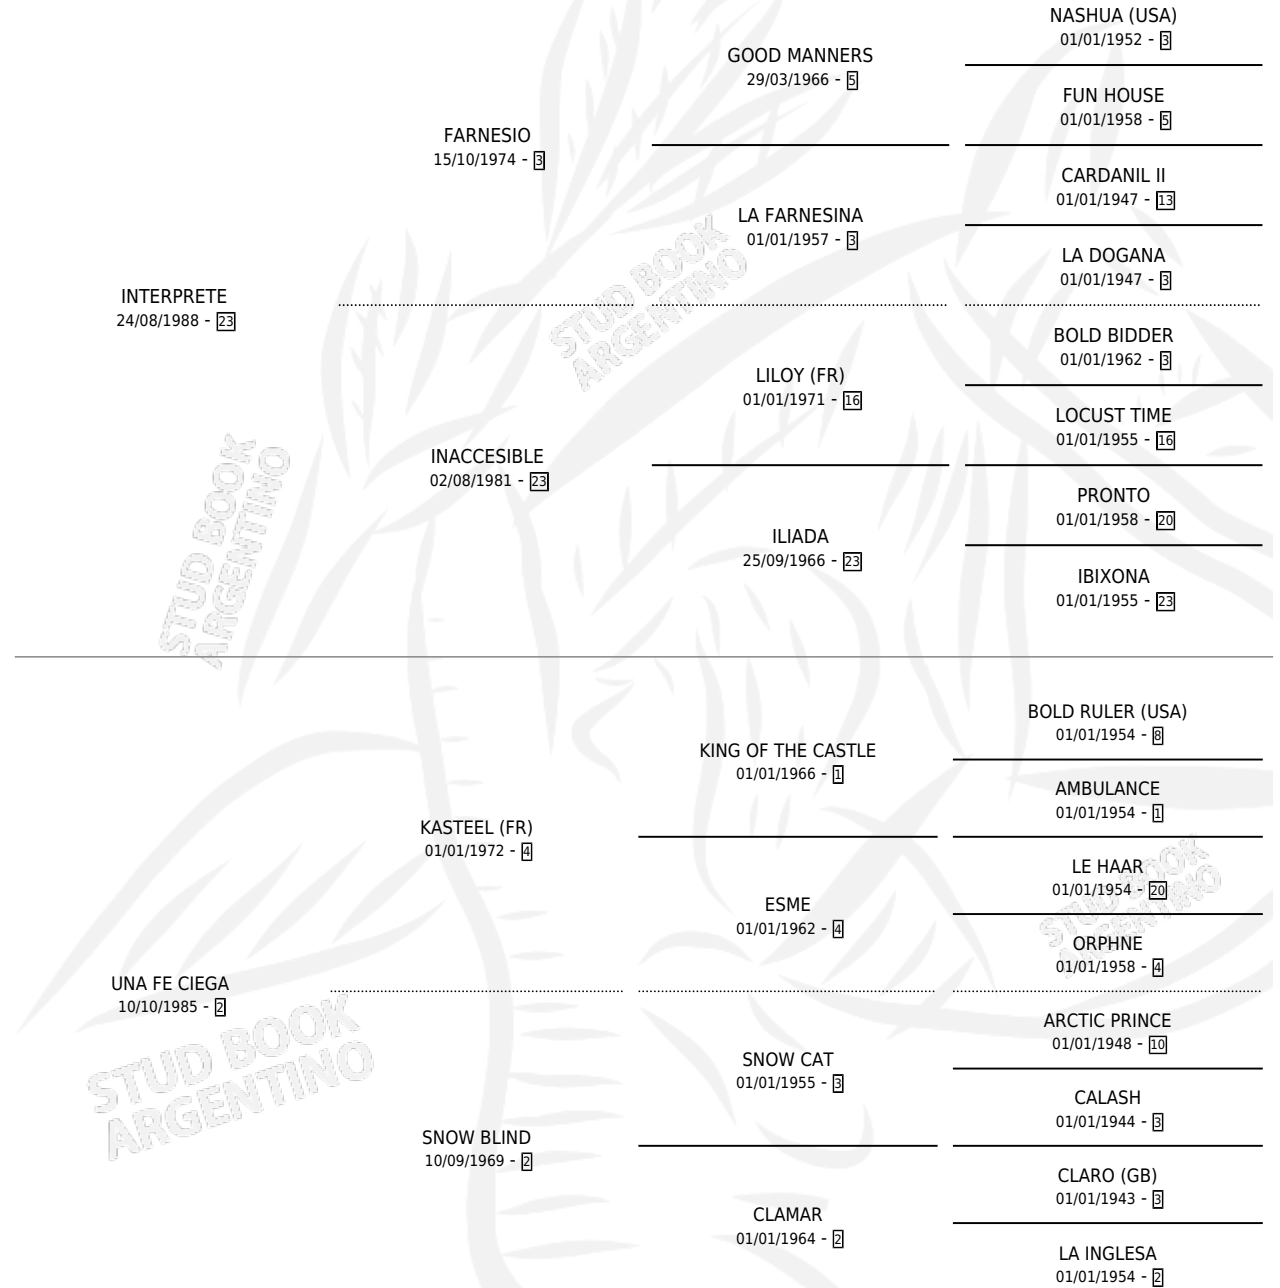 NASHUA (USA)
01/01/1952 - 3
GOOD MANNERS
29/03/1966 - 5
FUN HOUSE
01/01/1958 - 5
FARNESIO
15/10/1974 - 3
CARDANIL II
01/01/1947 - 13
LA FARNESINA
01/01/1957 - 3
LA DOGANA
01/01/1947 - 3
INTERPRETE
24/08/1988 - 23
BOLD BIDDER
01/01/1962 - 3
LILOY (FR)
01/01/1971 - 16
LOCUST TIME
01/01/1955 - 16
INACCESIBLE
02/08/1981 - 23
PRONTO
01/01/1958 - 20
ILIADA
25/09/1966 - 23
IBIXONA
01/01/1955 - 23
STUD BOOK
ARGENTINO
STUD BOOK
ARGENTINO
BOLD RULER (USA)
01/01/1954 - 8
KING OF THE CASTLE
01/01/1966 - 1
AMBULANCE
01/01/1954 - 1
KASTEEL (FR)
01/01/1972 - 4
LE HAAR
01/01/1954 - 20
ESME
01/01/1962 - 4
ORPHNE
01/01/1958 - 4
UNA FE CIEGA
10/10/1985 - 2
ARCTIC PRINCE
01/01/1948 - 10
SNOW CAT
01/01/1955 - 3
CALASH
01/01/1944 - 3
SNOW BLIND
10/09/1969 - 2
CLARO (GB)
01/01/1943 - 3
CLAMAR
01/01/1964 - 2
LA INGLESA
01/01/1954 - 2
STUD BOOK
ARGENTINO
STUD BOOK
ARGENTINO